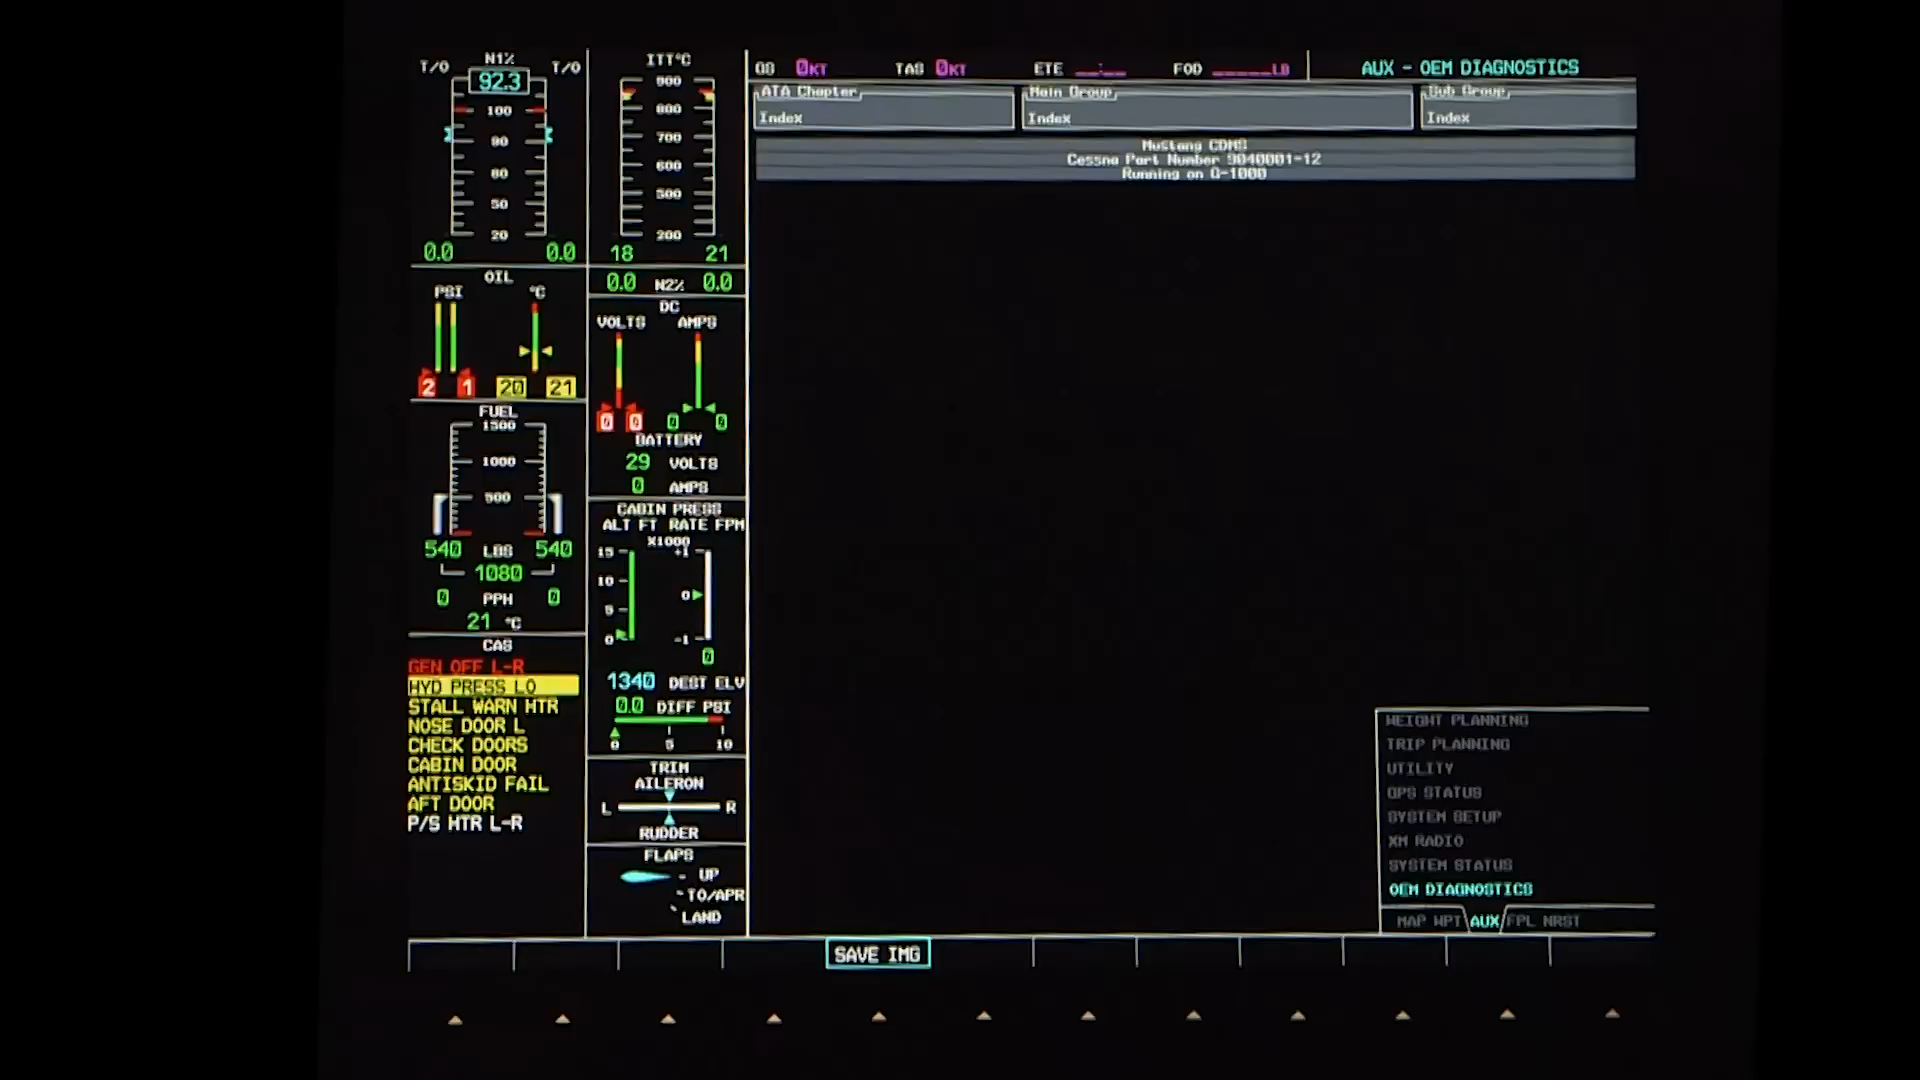 T/O N1% T/O
92.3
100
90
80
50
20
0.0 0.0
OIL
PSI °C
2 1 20 21
FUEL
1500
1000
500
540 LBS 540
1080
0 PPH 0
21 °C
CAS
GEN OFF L-R
HYD PRESS LO
STALL WARN HTR
NOSE DOOR L
CHECK DOORS
CABIN DOOR
ANTISKID FAIL
AFT DOOR
P/S HTR L-R
ITT°C
900
800
700
600
500
200
18 21
0.0 N2% 0.0
DC
VOLTS AMPS
0 0 0 0
BATTERY
29 VOLTS
0 AMPS
CABIN PRESS
ALT FT RATE FPM
X1000
15 +1
10
0
5
0 -1
0
1340 DEST ELV
0.0 DIFF PSI
0 5 10
TRIM
AILERON
L R
RUDDER
FLAPS
UP
TO/APR
LAND
GS 0KT TAS 0KT ETE __:__ FOD _____LB AUX - OEM DIAGNOSTICS
ATA Chapter Main Group Sub Group
Index Index Index
Mustang CDMS
Cessna Part Number 9040001-12
Running on G-1000
WEIGHT PLANNING
TRIP PLANNING
UTILITY
GPS STATUS
SYSTEM SETUP
XM RADIO
SYSTEM STATUS
OEM DIAGNOSTICS
MAP WPT AUX FPL NRST
SAVE IMG